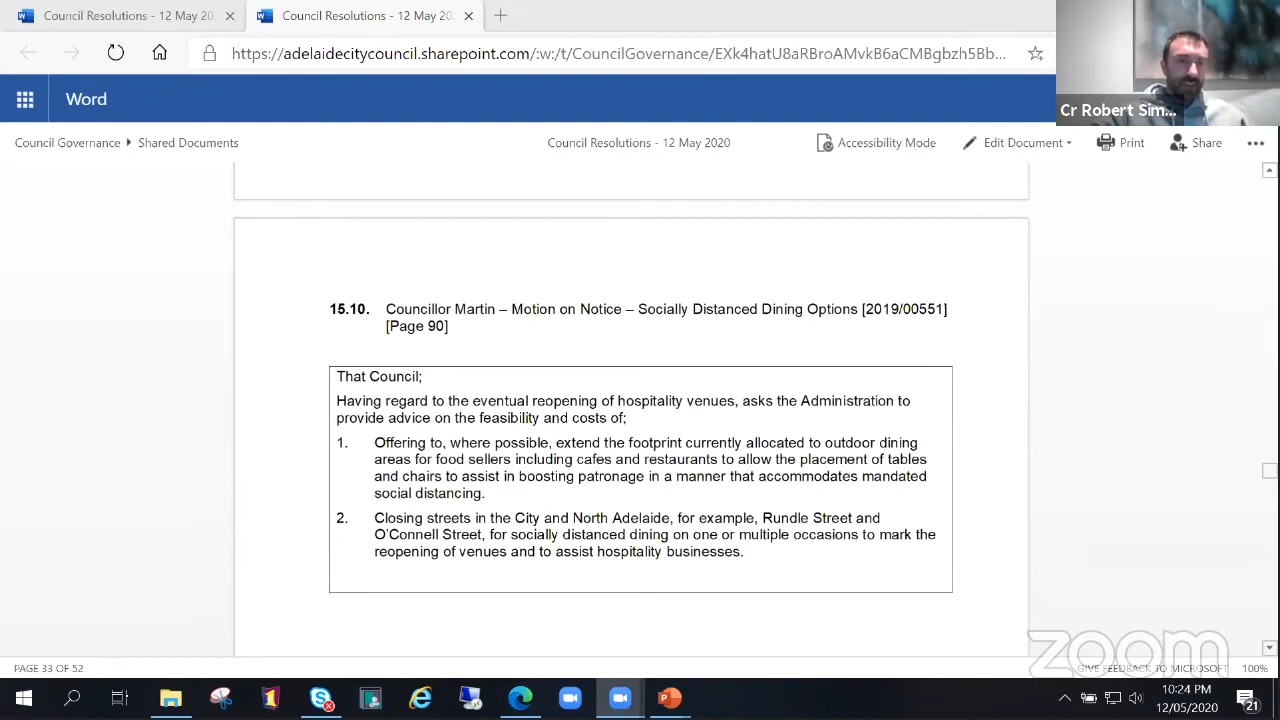 Council Resolutions - 12 May 202
Council Resolutions - 12 May 20
https://adelaidecitycouncil.sharepoint.com/:w:/t/CouncilGovernance/EXk4hatU8aRBroAMvkB6aCMBgbzh5Bb...
Word
Cr Robert Sim...
Council Governance
Shared Documents
Council Resolutions - 12 May 2020
Accessibility Mode
Edit Document
Print
Share
15.10. Councillor Martin – Motion on Notice – Socially Distanced Dining Options [2019/00551]
[Page 90]
That Council;
Having regard to the eventual reopening of hospitality venues, asks the Administration to
provide advice on the feasibility and costs of;
1. Offering to, where possible, extend the footprint currently allocated to outdoor dining
areas for food sellers including cafes and restaurants to allow the placement of tables
and chairs to assist in boosting patronage in a manner that accommodates mandated
social distancing.
2. Closing streets in the City and North Adelaide, for example, Rundle Street and
O'Connell Street, for socially distanced dining on one or multiple occasions to mark the
reopening of venues and to assist hospitality businesses.
zoom
PAGE 33 OF 52
GIVE FEEDBACK TO MICROSOFT
100%
10:24 PM
12/05/2020
21